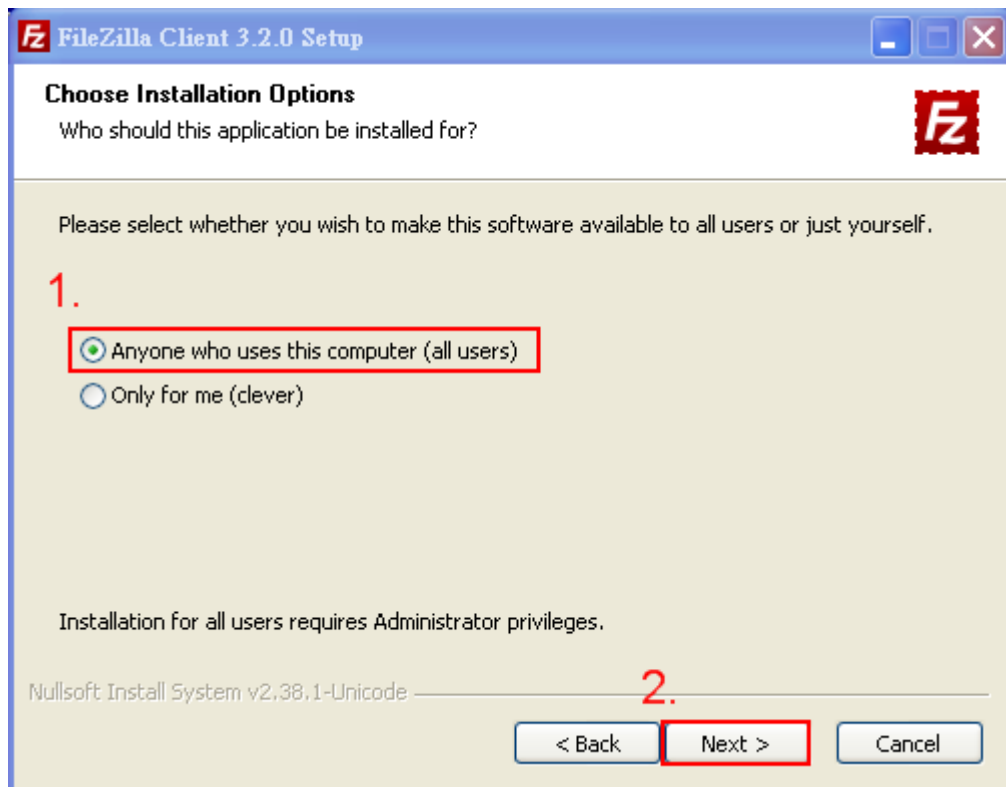 FileZilla Client 3.2.0 Setup
Choose Installation Options
Who should this application be installed for?
Fz
Please select whether you wish to make this software available to all users or just yourself.
1.
Anyone who uses this computer (all users)
Only for me (clever)
Installation for all users requires Administrator privileges.
Nullsoft Install System v2.38.1-Unicode
2.
< Back Next > Cancel